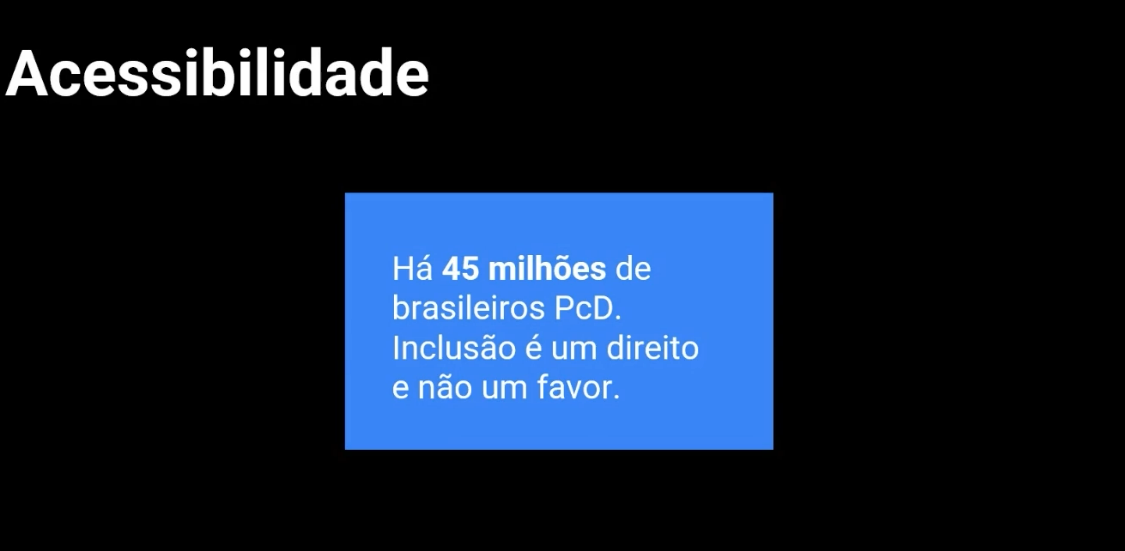 Acessibilidade
Há 45 milhões de
brasileiros PcD.
Inclusão é um direito
e não um favor.